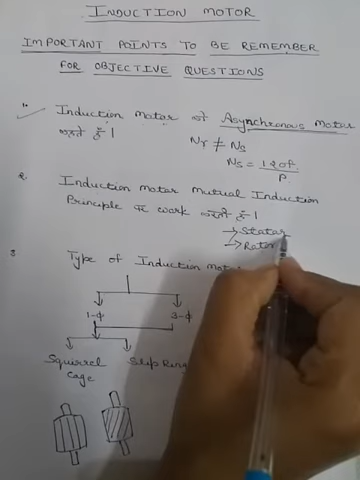 INDUCTION MOTOR
IMPORTANT POINTS TO BE REMEMBER
FOR OBJECTIVE QUESTIONS
1. Induction motor को Asynchronous Motor
कहते हैं।
Nr ≠ Ns
Ns = 120f
P
2. Induction motor Mutual Induction
Principle पर work करती है।
→ Stator
→ Rotor
3 Type of Induction Mot
1-ϕ 3-ϕ
Squirrel Slip Ring
Cage